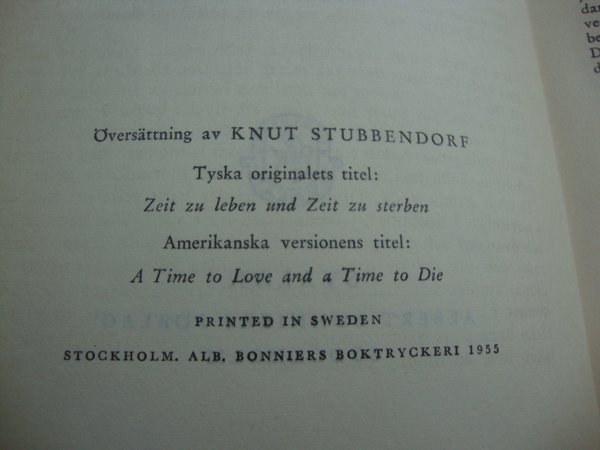 Översättning av KNUT STUBBENDORF
Tyska originalets titel:
Zeit zu leben und Zeit zu sterben
Amerikanska versionens titel:
A Time to Love and a Time to Die
PRINTED IN SWEDEN
STOCKHOLM. ALB. BONNIERS BOKTRYCKERI 1955